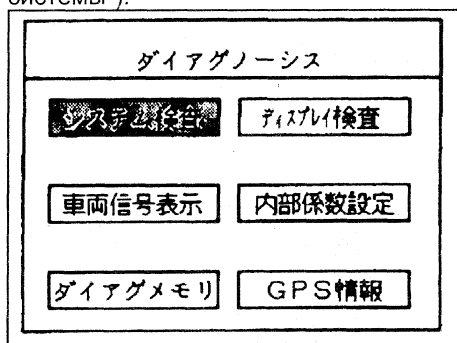 системы").
ダイアグノーシス
システム検査 ディスプレイ検査
車両信号表示 内部係数設定
ダイアグメモリ GPS情報